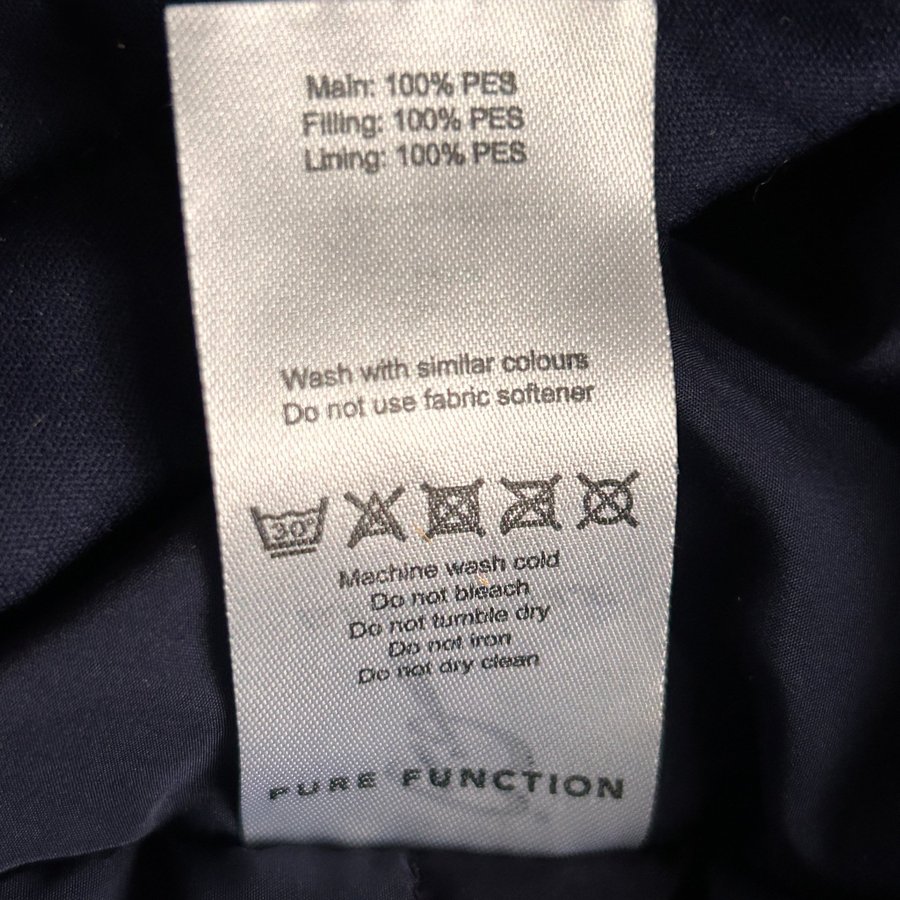 Main: 100% PES
Filling: 100% PES
Lining: 100% PES
Wash with similar colours
Do not use fabric softener
30°
Machine wash cold
Do not bleach
Do not tumble dry
Do not iron
Do not dry clean
PURE FUNCTION